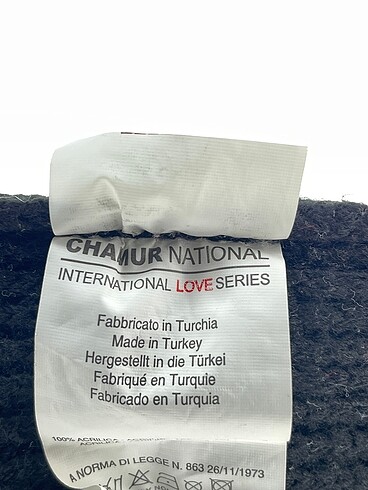 CHAMUR NATIONAL
INTERNATIONAL LOVE SERIES
Fabbricato in Turchia
Made in Turkey
Hergestellt in die Türkei
Fabriqué en Turquie
Fabricado en Turquia
100% ACRILICA
A NORMA DI LEGGE N. 863 26/11/1973